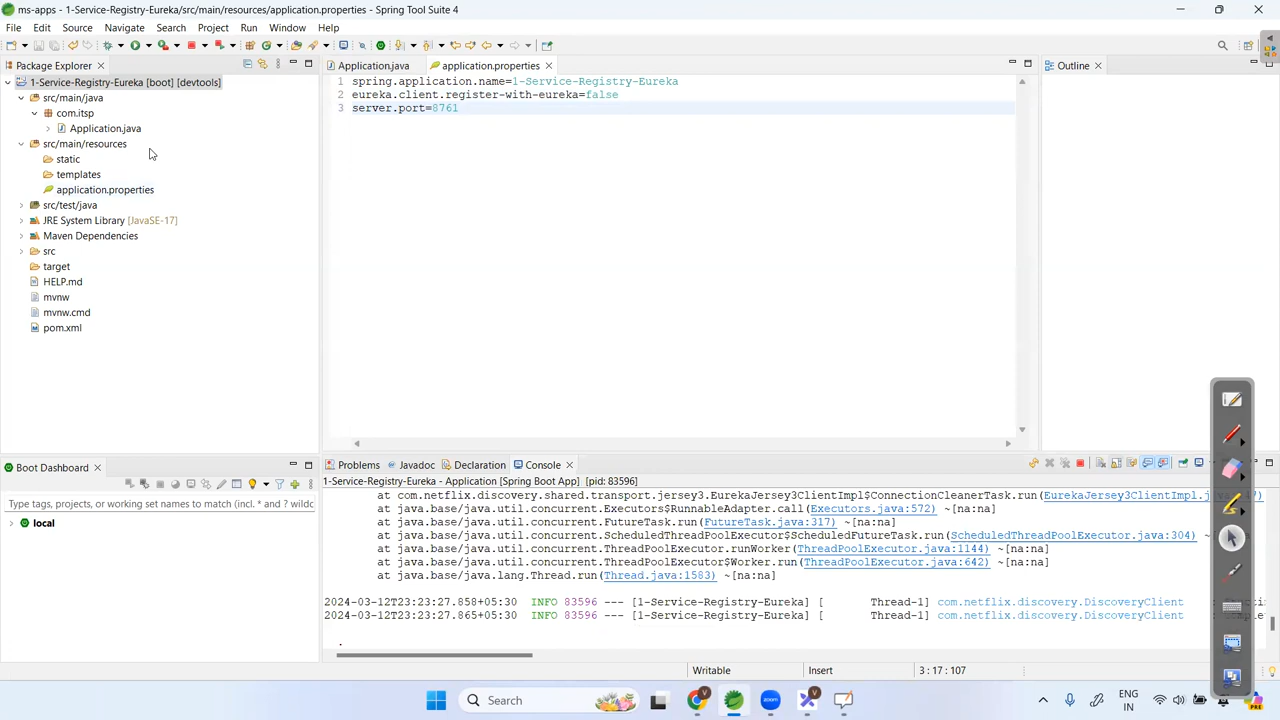 ms-apps - 1-Service-Registry-Eureka/src/main/resources/application.properties - Spring Tool Suite 4
File Edit Source Navigate Search Project Run Window Help
Package Explorer
Application.java
application.properties
Outline
1-Service-Registry-Eureka [boot] [devtools]
src/main/java
com.itsp
Application.java
src/main/resources
static
templates
application.properties
src/test/java
JRE System Library [JavaSE-17]
Maven Dependencies
src
target
HELP.md
mvnw
mvnw.cmd
pom.xml
1 spring.application.name=1-Service-Registry-Eureka
2 eureka.client.register-with-eureka=false
3 server.port=8761
Boot Dashboard
Type tags, projects, or working set names to match (incl. * and ? wildc
local
Problems Javadoc Declaration Console
1-Service-Registry-Eureka - Application [Spring Boot App] [pid: 83596]
at com.netflix.discovery.shared.transport.jersey3.EurekaJersey3ClientImpl$ConnectionCleanerTask.run(EurekaJersey3ClientImpl.j
at java.base/java.util.concurrent.Executors$RunnableAdapter.call(Executors.java:572) ~[na:na]
at java.base/java.util.concurrent.FutureTask.run(FutureTask.java:317) ~[na:na]
at java.base/java.util.concurrent.ScheduledThreadPoolExecutor$ScheduledFutureTask.run(ScheduledThreadPoolExecutor.java:304) ~
at java.base/java.util.concurrent.ThreadPoolExecutor.runWorker(ThreadPoolExecutor.java:1144) ~[na:na]
at java.base/java.util.concurrent.ThreadPoolExecutor$Worker.run(ThreadPoolExecutor.java:642) ~[na:na]
at java.base/java.lang.Thread.run(Thread.java:1583) ~[na:na]
2024-03-12T23:23:27.858+05:30 INFO 83596 --- [1-Service-Registry-Eureka] [ Thread-1] com.netflix.discovery.DiscoveryClient
2024-03-12T23:23:27.865+05:30 INFO 83596 --- [1-Service-Registry-Eureka] [ Thread-1] com.netflix.discovery.DiscoveryClient
.
Writable Insert 3 : 17 : 107
Search
ENG
IN
PRE